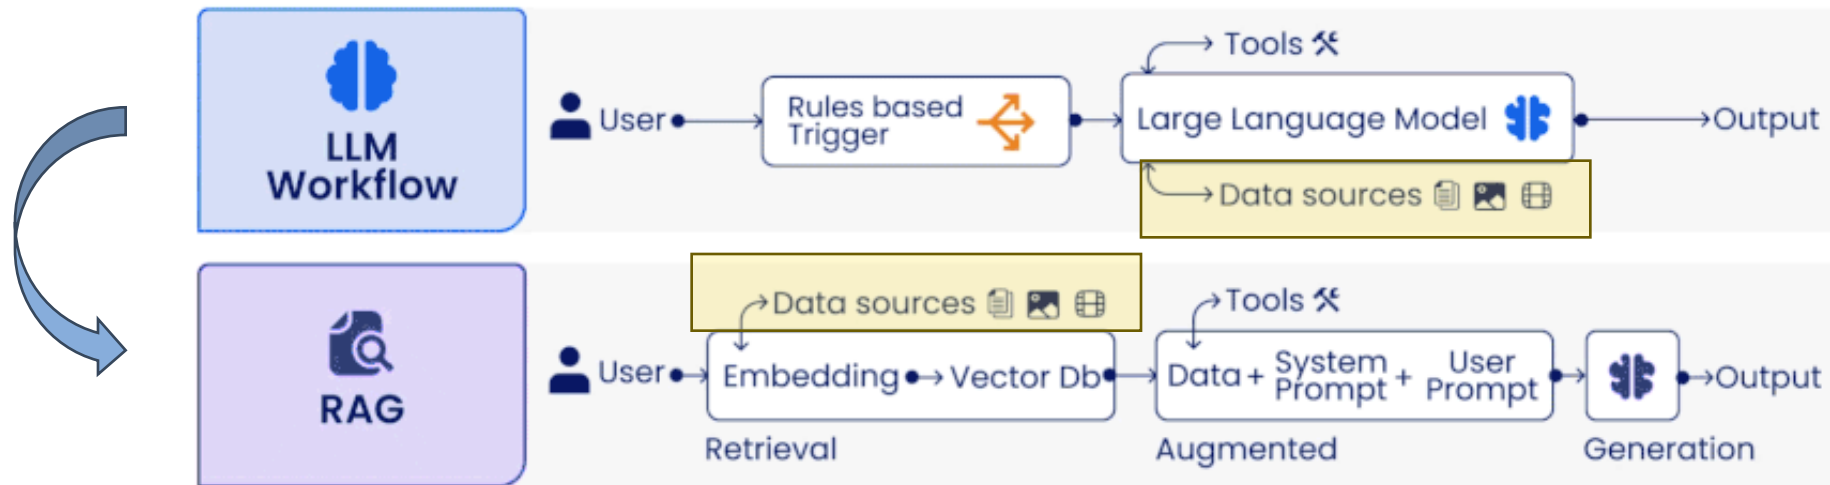 LLM
Workflow
User
Rules based
Trigger
Tools
Large Language Model
Output
Data sources
RAG
User
Data sources
Embedding
Vector Db
Retrieval
Tools
Data + System Prompt + User Prompt
Augmented
Generation
Output